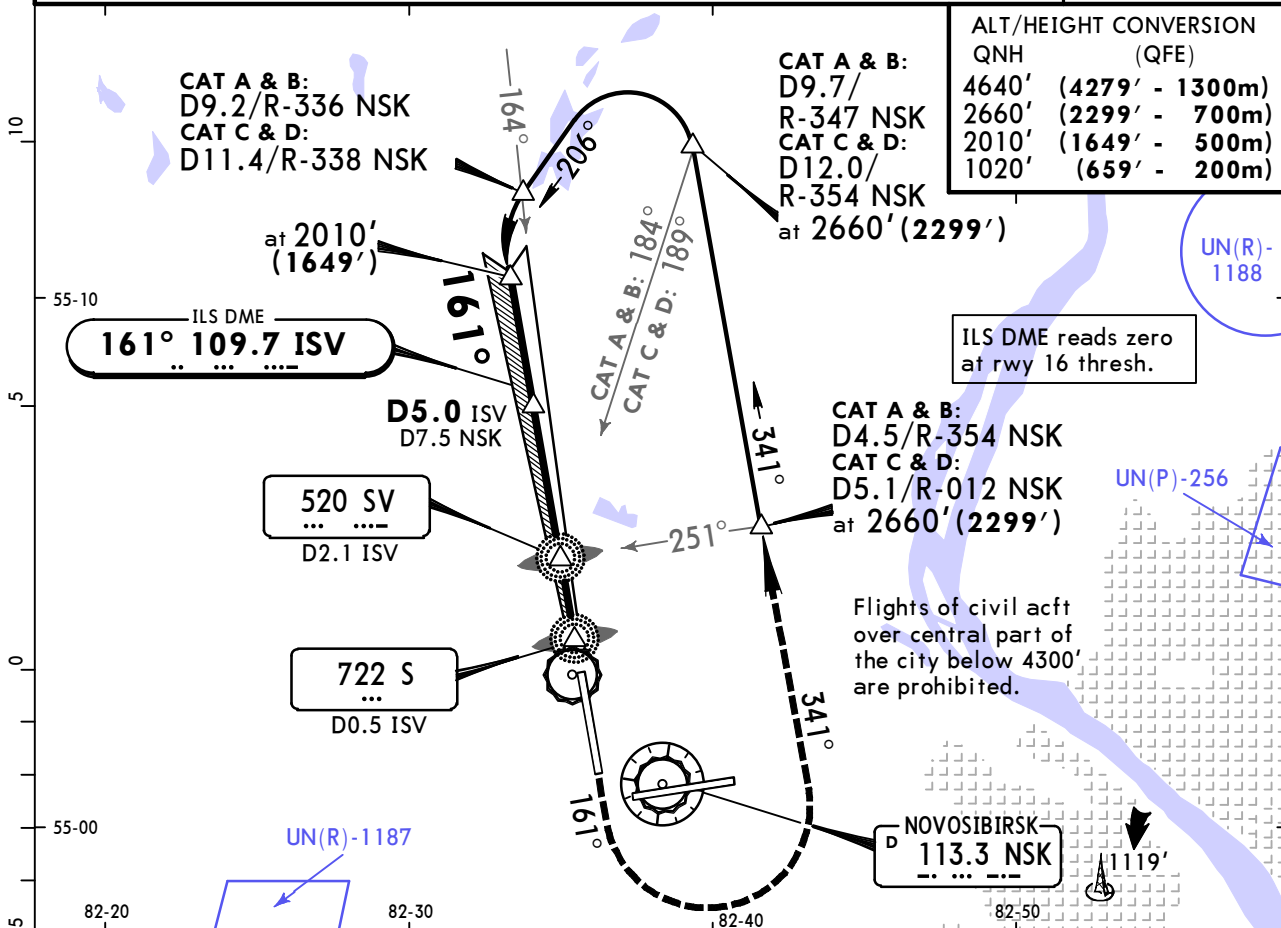 ALT/HEIGHT CONVERSION
QNH (QFE)
4640' (4279' - 1300m)
2660' (2299' - 700m)
2010' (1649' - 500m)
1020' (659' - 200m)
CAT A & B:
D9.2/R-336 NSK
CAT C & D:
D11.4/R-338 NSK
164°
206°
CAT A & B:
D9.7/
R-347 NSK
CAT C & D:
D12.0/
R-354 NSK
at 2660' (2299')
10
at 2010'
(1649')
161°
CAT A & B: 184°
CAT C & D: 189°
UN(R)-
1188
55-10
ILS DME
161° 109.7 ISV
ILS DME reads zero
at rwy 16 thresh.
5
D5.0 ISV
D7.5 NSK
341°
CAT A & B:
D4.5/R-354 NSK
CAT C & D:
D5.1/R-012 NSK
at 2660' (2299')
UN(P)-256
520 SV
D2.1 ISV
251°
Flights of civil acft
over central part of
the city below 4300'
are prohibited.
0
722 S
D0.5 ISV
341°
161°
55-00
UN(R)-1187
NOVOSIBIRSK
D 113.3 NSK
1119'
5
82-20
82-30
82-40
82-50